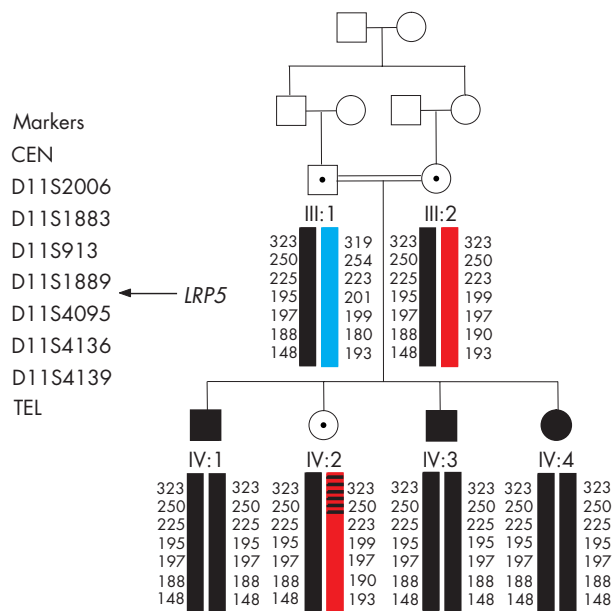 Markers
CEN
D11S2006
D11S1883
D11S913
D11S1889
D11S4095
D11S4136
D11S4139
TEL
LRP5
III:1 III:2
323 319 323 323
250 254 250 250
225 223 225 223
195 201 195 199
197 199 197 197
188 180 188 190
148 193 148 193
IV:1 IV:2 IV:3 IV:4
323 323 323 323 323 323 323 323
250 250 250 250 250 250 250 250
225 225 225 223 225 225 225 225
195 195 195 199 195 195 195 195
197 197 197 197 197 197 197 197
188 188 188 190 188 188 188 188
148 148 148 193 148 148 148 148